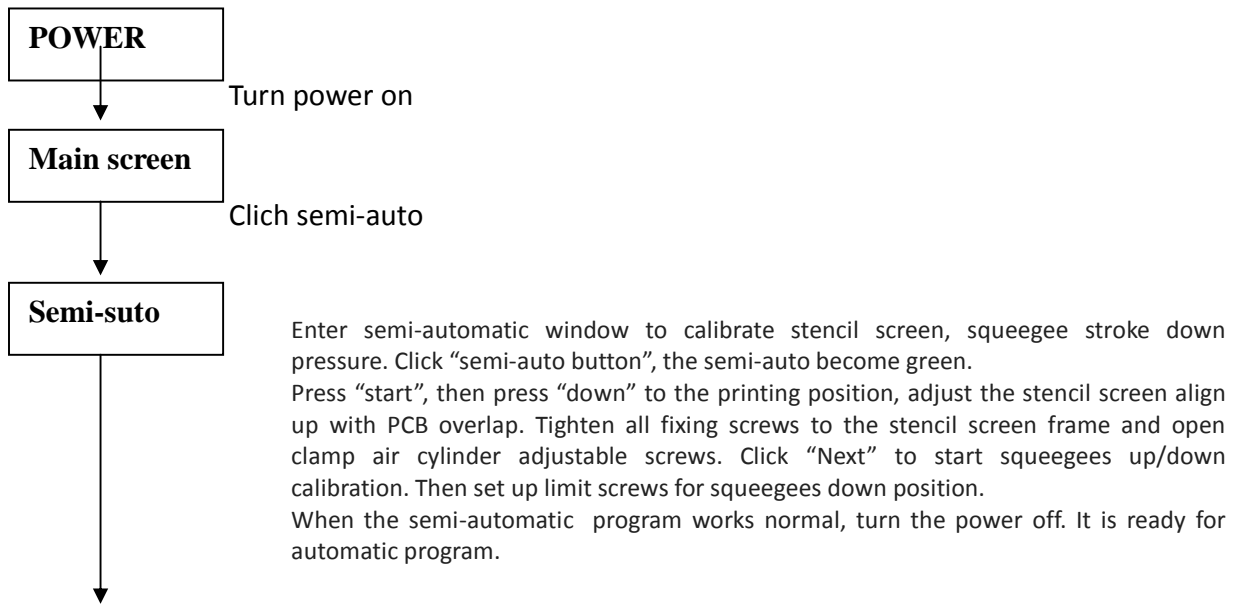 POWER
Turn power on
Main screen
Clich semi-auto
Semi-suto
Enter semi-automatic window to calibrate stencil screen, squeegee stroke down
pressure. Click “semi-auto button”, the semi-auto become green.
Press “start”, then press “down” to the printing position, adjust the stencil screen align
up with PCB overlap. Tighten all fixing screws to the stencil screen frame and open
clamp air cylinder adjustable screws. Click “Next” to start squeegees up/down
calibration. Then set up limit screws for squeegees down position.
When the semi-automatic program works normal, turn the power off. It is ready for
automatic program.